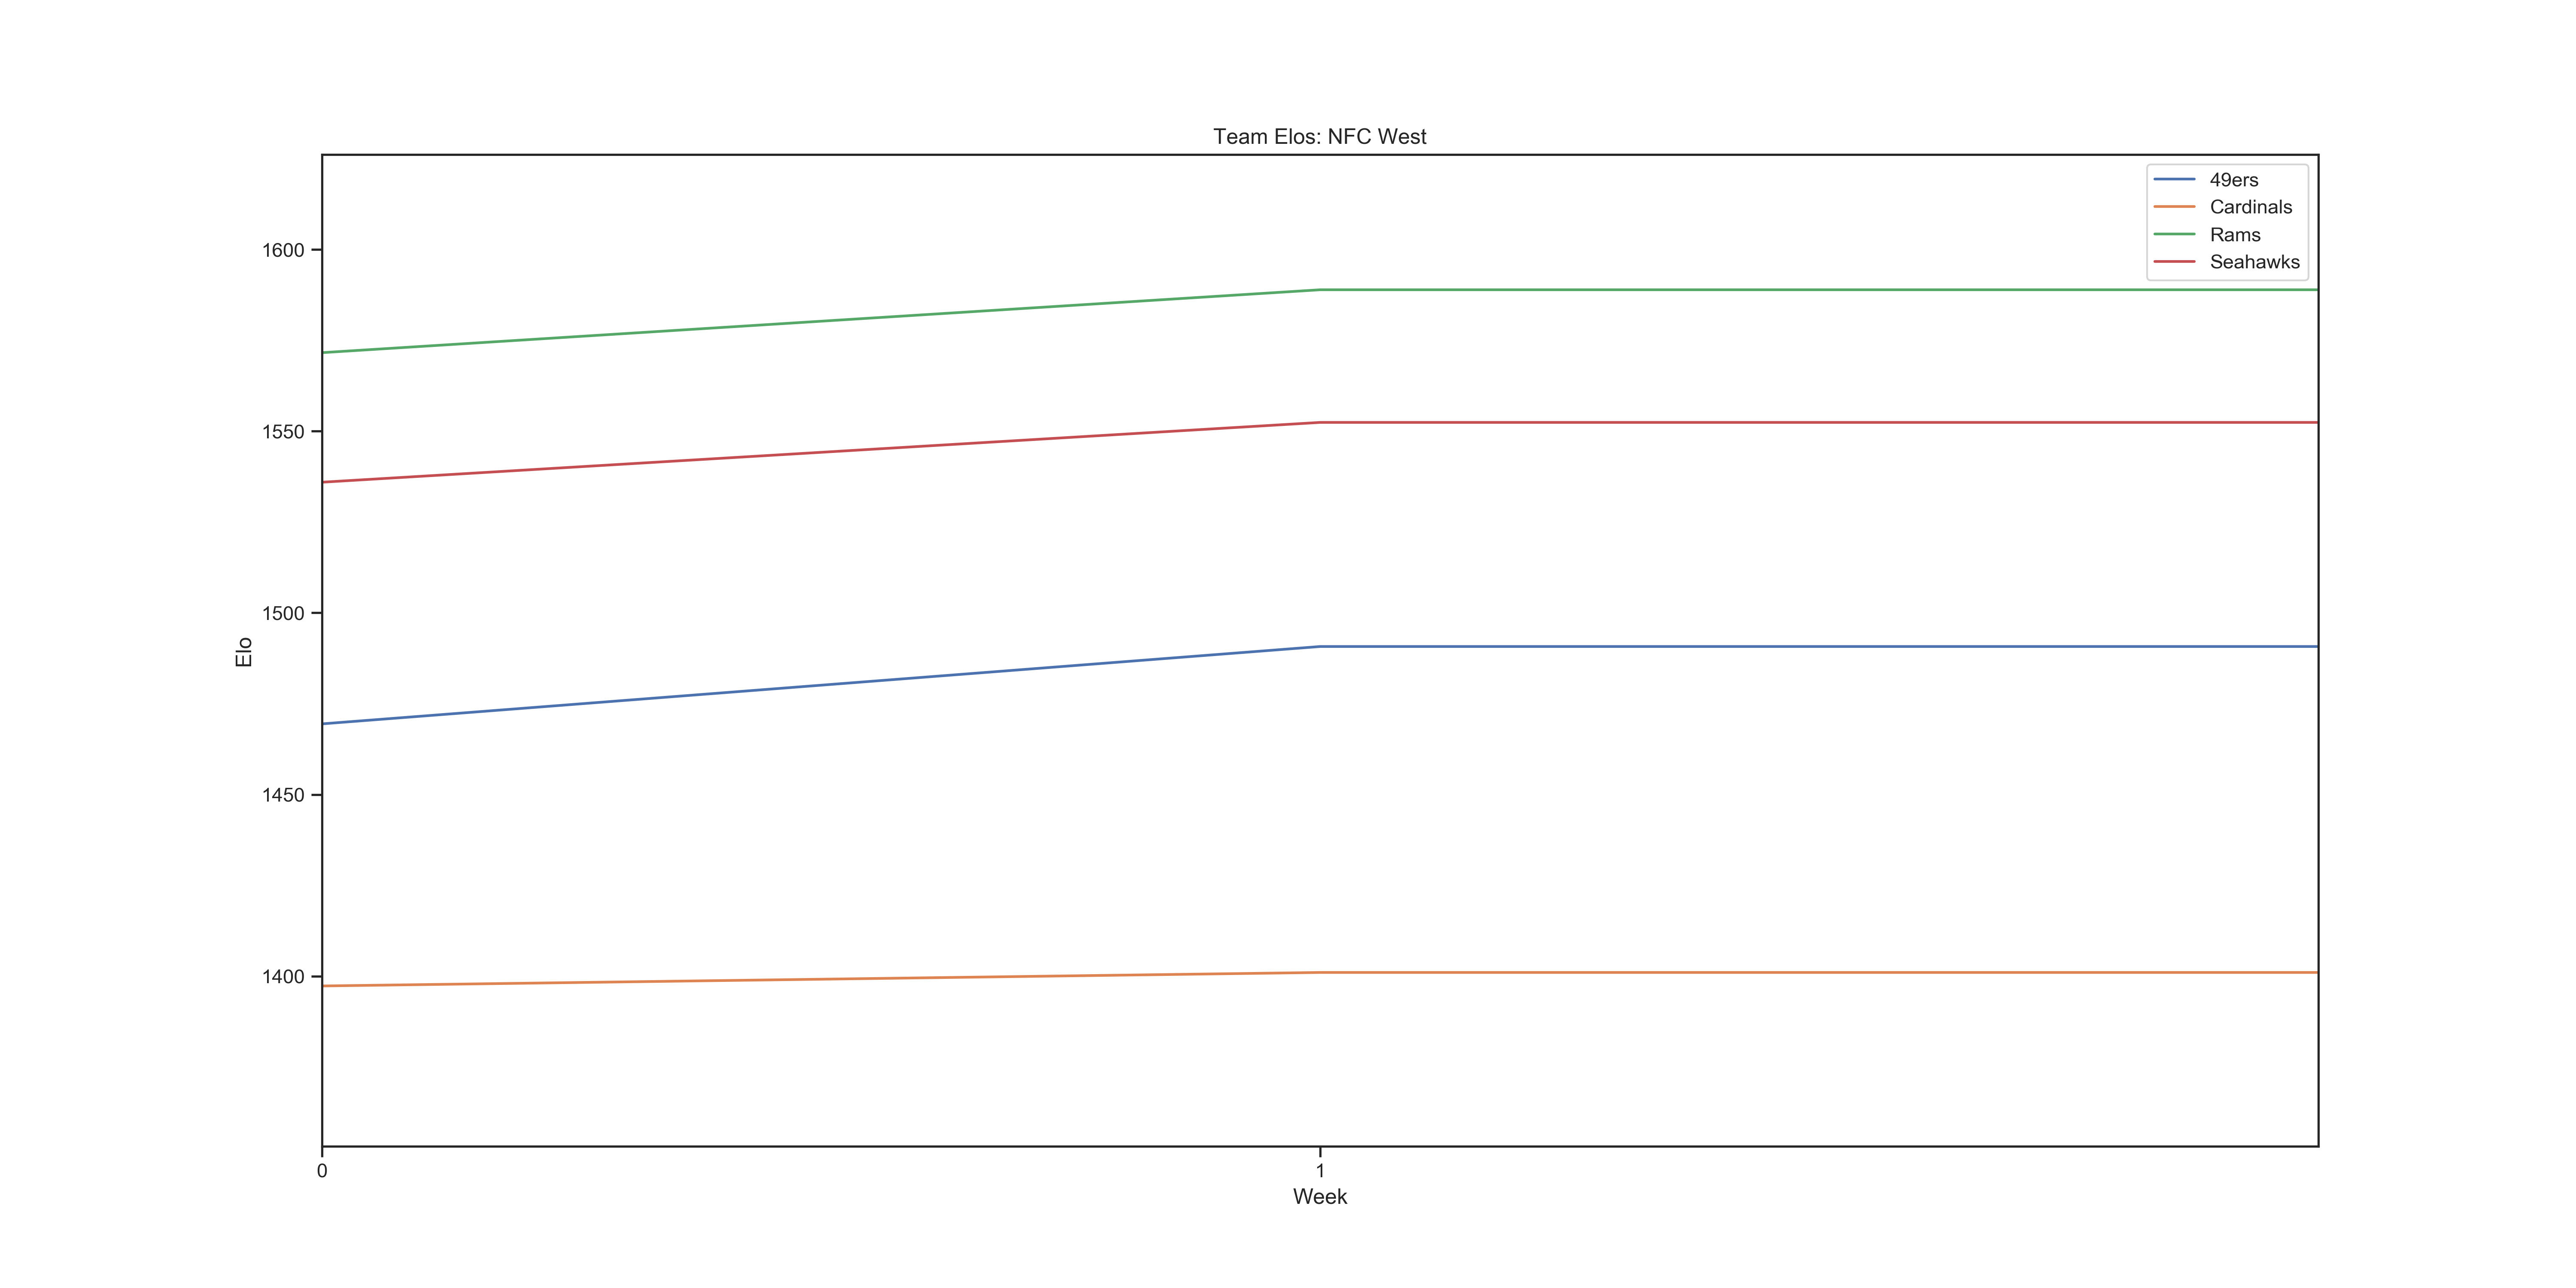 Team Elos: NFC West
49ers
Cardinals
Rams
Seahawks
1600
1550
1500
1450
1400
Elo
0
1
Week